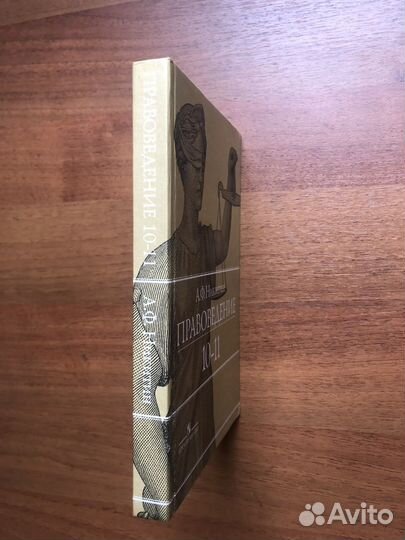 ПРАВОВЕДЕНИЕ 10-11 А.Ф. Никитин
А.Ф. Никитин
ПРАВОВЕДЕНИЕ
10-11
Avito